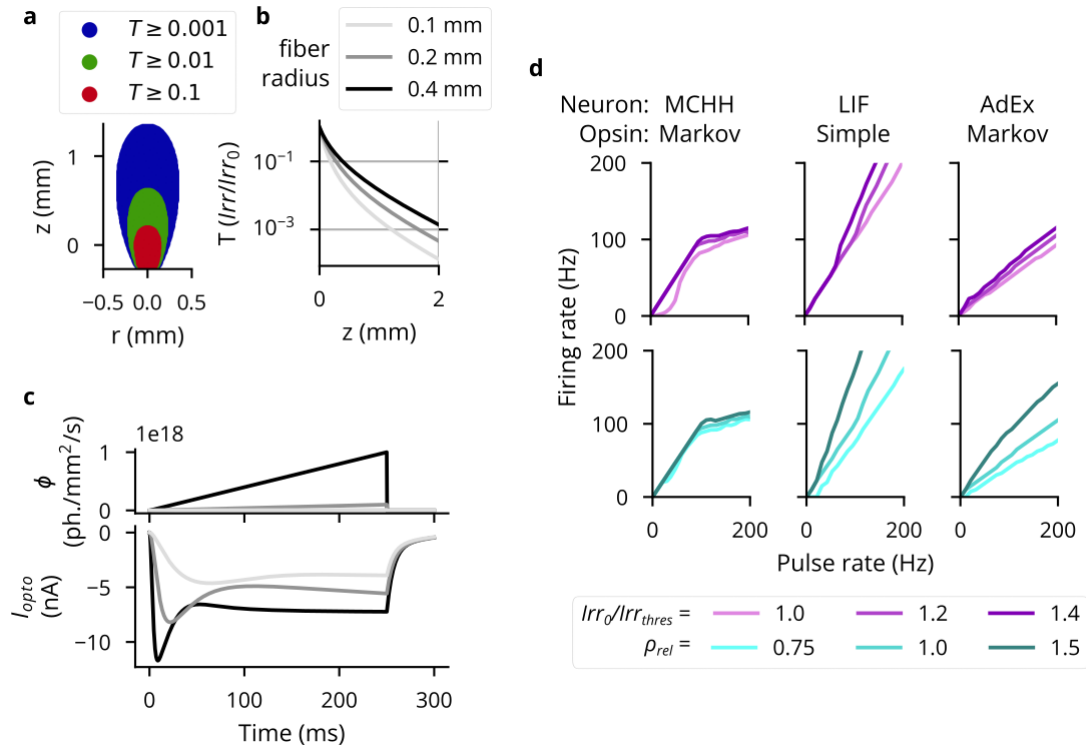 a
T ≥ 0.001
T ≥ 0.01
T ≥ 0.1
z (mm)
1
0
−0.5
0.0
0.5
r (mm)
b
fiber
radius
0.1 mm
0.2 mm
0.4 mm
T (Irr/Irr₀)
10⁻¹
10⁻³
0
2
z (mm)
c
1e18
ϕ
(ph./mm²/s)
1
0
I_opto
(nA)
0
−5
−10
0
100
200
300
Time (ms)
d
Neuron: MCHH LIF AdEx
Opsin: Markov Simple Markov
Firing rate (Hz)
200
100
0
200
100
0
0 200
0 200
0 200
Pulse rate (Hz)
Irr₀/Irr_thres = 1.0 1.2 1.4
ρ_rel = 0.75 1.0 1.5